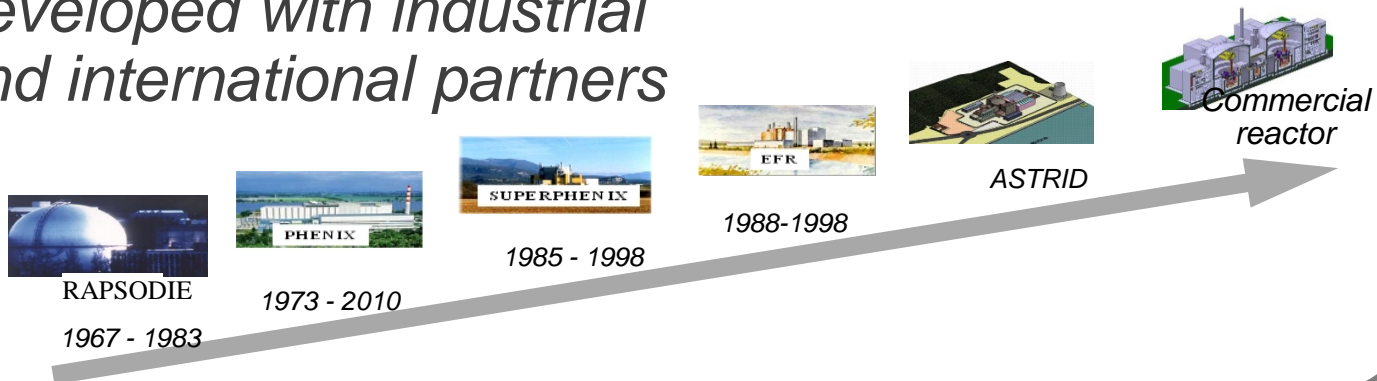 eveloped with industrial
nd international partners
Commercial
reactor
ASTRID
EFR
1988-1998
SUPERPHENIX
1985 - 1998
PHENIX
1973 - 2010
RAPSODIE
1967 - 1983